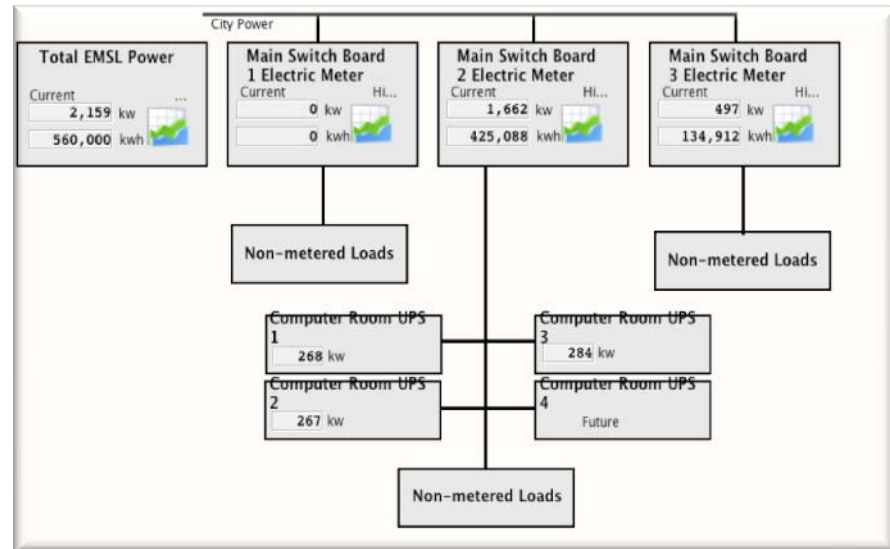 City Power
Total EMSL Power
Current ...
2,159 kw
560,000 kwh
Main Switch Board
1 Electric Meter
Current Hi...
0 kw
0 kwh
Main Switch Board
2 Electric Meter
Current Hi...
1,662 kw
425,088 kwh
Main Switch Board
3 Electric Meter
Current Hi...
497 kw
134,912 kwh
Non-metered Loads
Non-metered Loads
Computer Room UPS
1
268 kw
Computer Room UPS
3
284 kw
Computer Room UPS
2
267 kw
Computer Room UPS
4
Future
Non-metered Loads